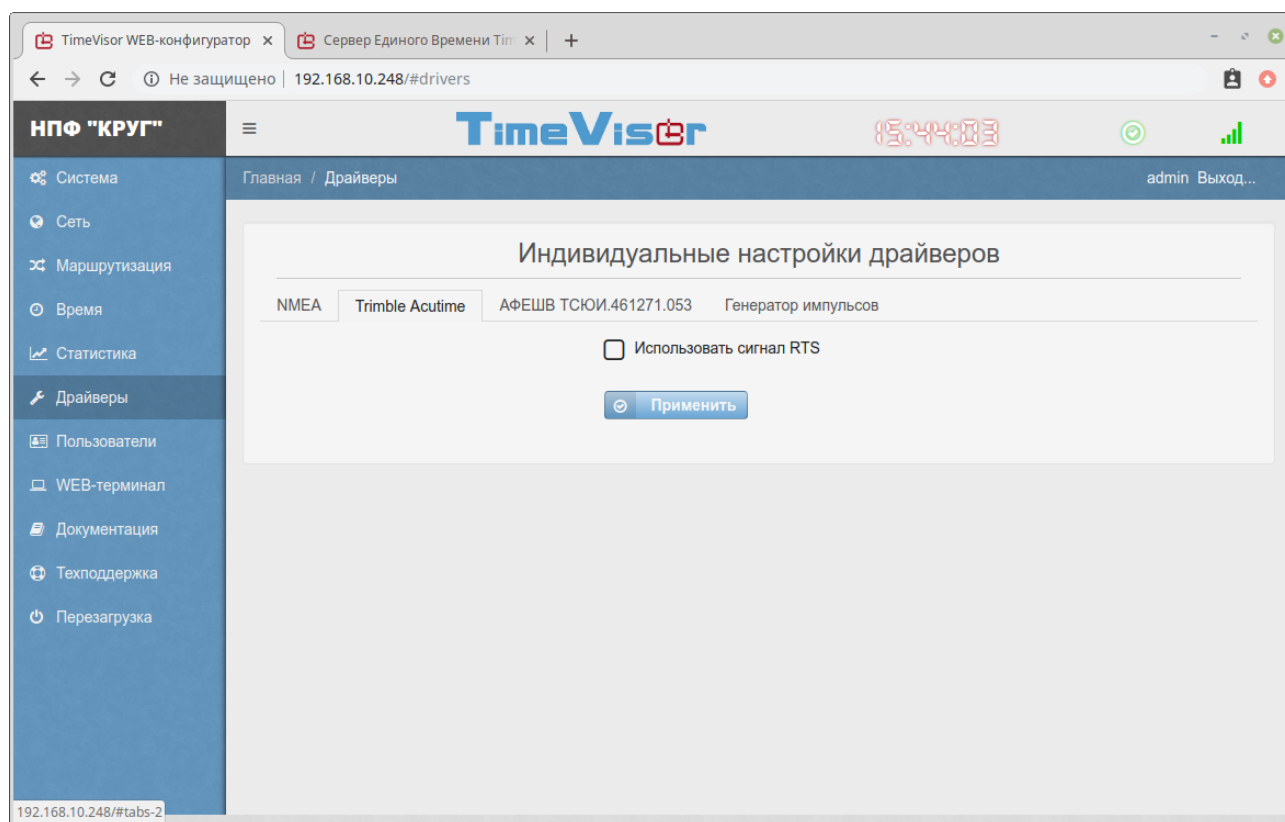 TimeVisor WEB-конфигуратор
Сервер Единого Времени Tim
Не защищено | 192.168.10.248/#drivers
НПФ "КРУГ"
TimeVisor
15:44:03
Система
Главная / Драйверы
admin Выход...
Сеть
Маршрутизация
Время
Статистика
Драйверы
Пользователи
WEB-терминал
Документация
Техподдержка
Перезагрузка
Индивидуальные настройки драйверов
NMEA Trimble Acutime АФЕШВ ТСЮИ.461271.053 Генератор импульсов
Использовать сигнал RTS
Применить
192.168.10.248/#tabs-2